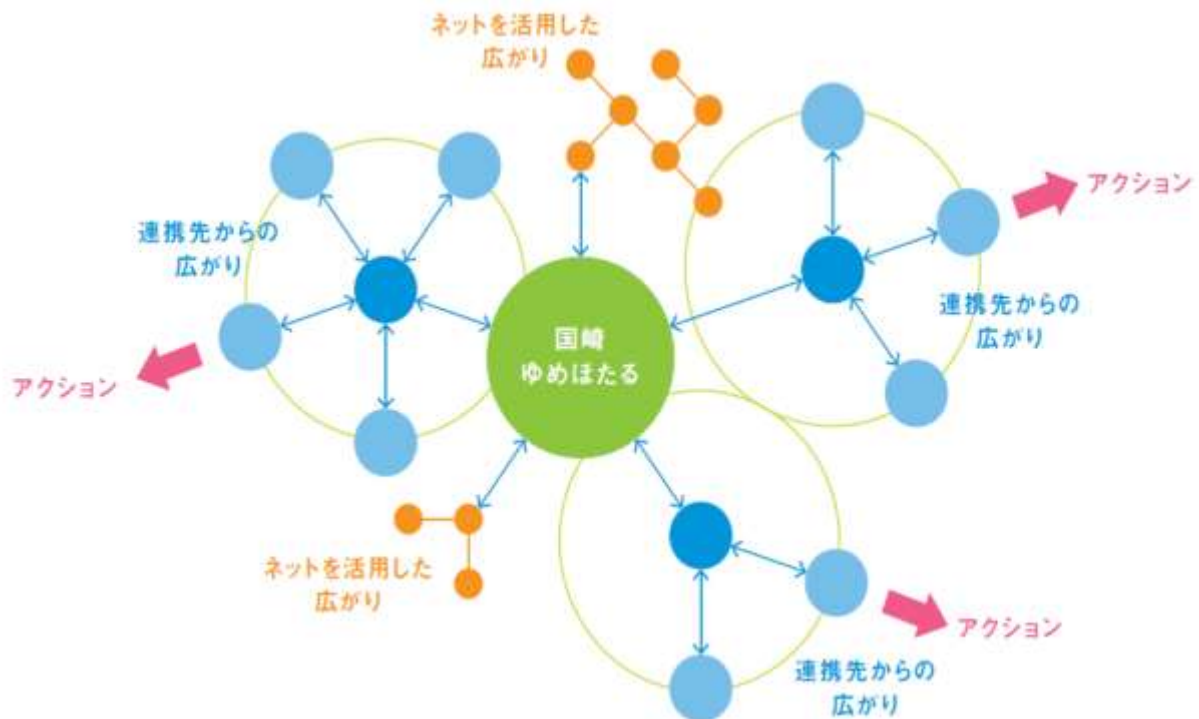 ネットを活用した
広がり
アクション
連携先からの
広がり
連携先からの
広がり
国崎
ゆめほたる
アクション
ネットを活用した
広がり
アクション
連携先からの
広がり